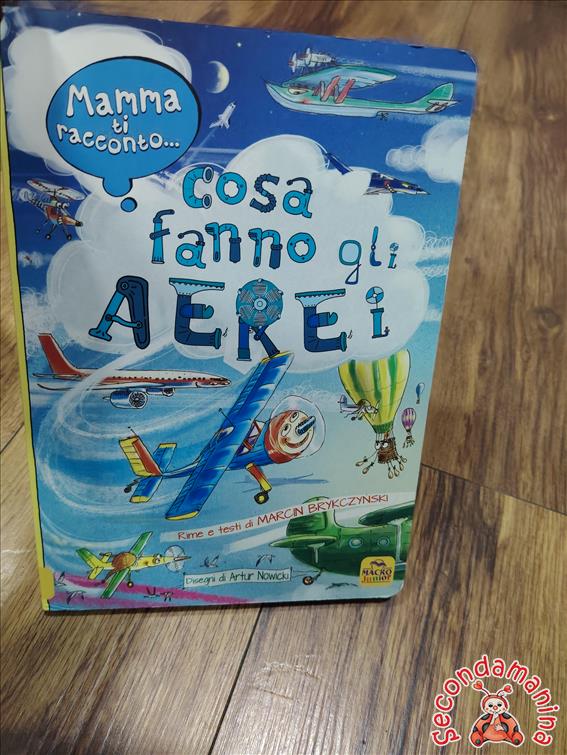 Mamma
ti
racconto...
Cosa
fanno gli
AEREi
Rime e testi di MARCIN BRYKCZYNSKI
Disegni di Artur Nowicki
MACRO
Junior
Secondamanina